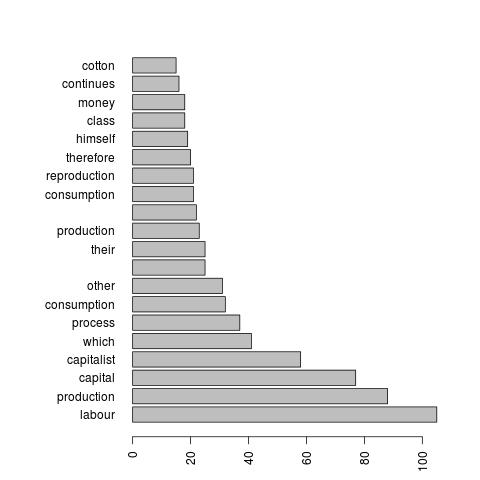 cotton
continues
money
class
himself
therefore
reproduction
consumption
production
their
other
consumption
process
which
capitalist
capital
production
labour
0 20 40 60 80 100